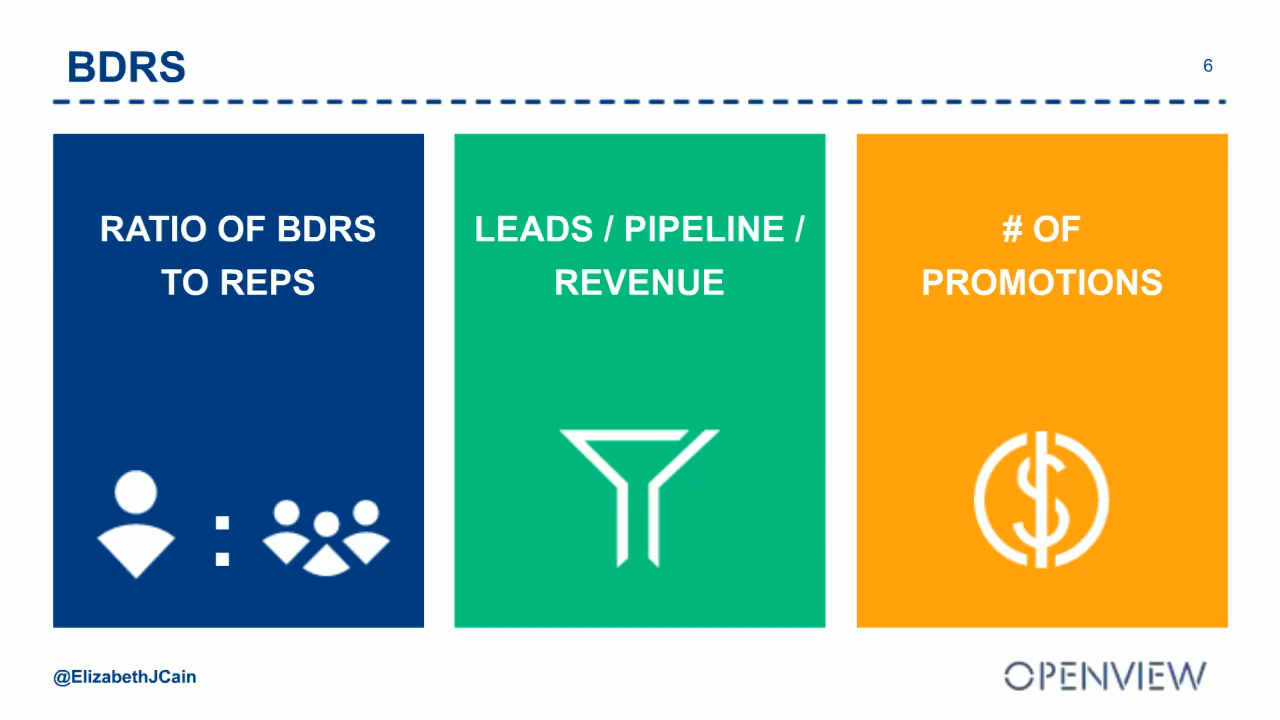 BDRS
6
RATIO OF BDRS
TO REPS
:
LEADS / PIPELINE /
REVENUE
# OF
PROMOTIONS
$
@ElizabethJCain
OPENVIEW